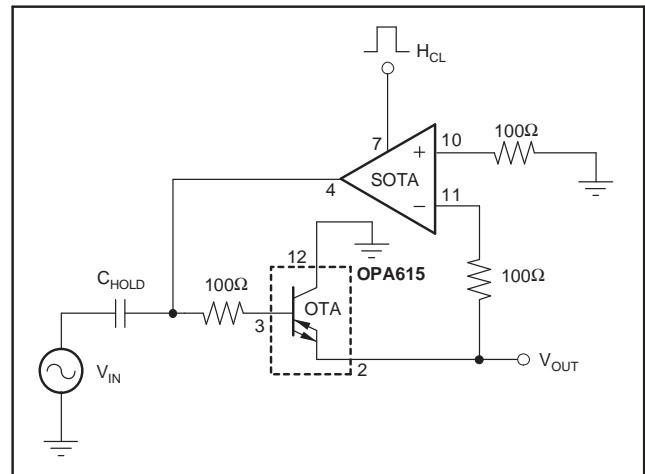 H_CL
7
10
100Ω
+
SOTA
4
−
11
12
OPA615
C_HOLD
100Ω
OTA
100Ω
3
V_IN
2
V_OUT